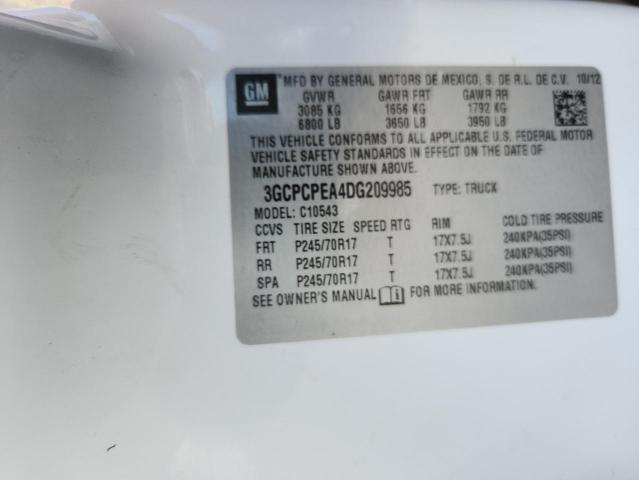 GM MFD BY GENERAL MOTORS DE MEXICO, S. DE R.L. DE C.V. 10/12
GVWR GAWR FRT GAWR RR
3085 KG 1656 KG 1792 KG
6800 LB 3650 LB 3950 LB
THIS VEHICLE CONFORMS TO ALL APPLICABLE U.S. FEDERAL MOTOR
VEHICLE SAFETY STANDARDS IN EFFECT ON THE DATE OF
MANUFACTURE SHOWN ABOVE.
3GCPCPEA4DG209985 TYPE: TRUCK
MODEL: C10543
CCVS TIRE SIZE SPEED RTG RIM COLD TIRE PRESSURE
FRT P245/70R17 T 17X7.5J 240KPA(35PSI)
RR P245/70R17 T 17X7.5J 240KPA(35PSI)
SPA P245/70R17 T 17X7.5J 240KPA(35PSI)
SEE OWNER'S MANUAL i FOR MORE INFORMATION.